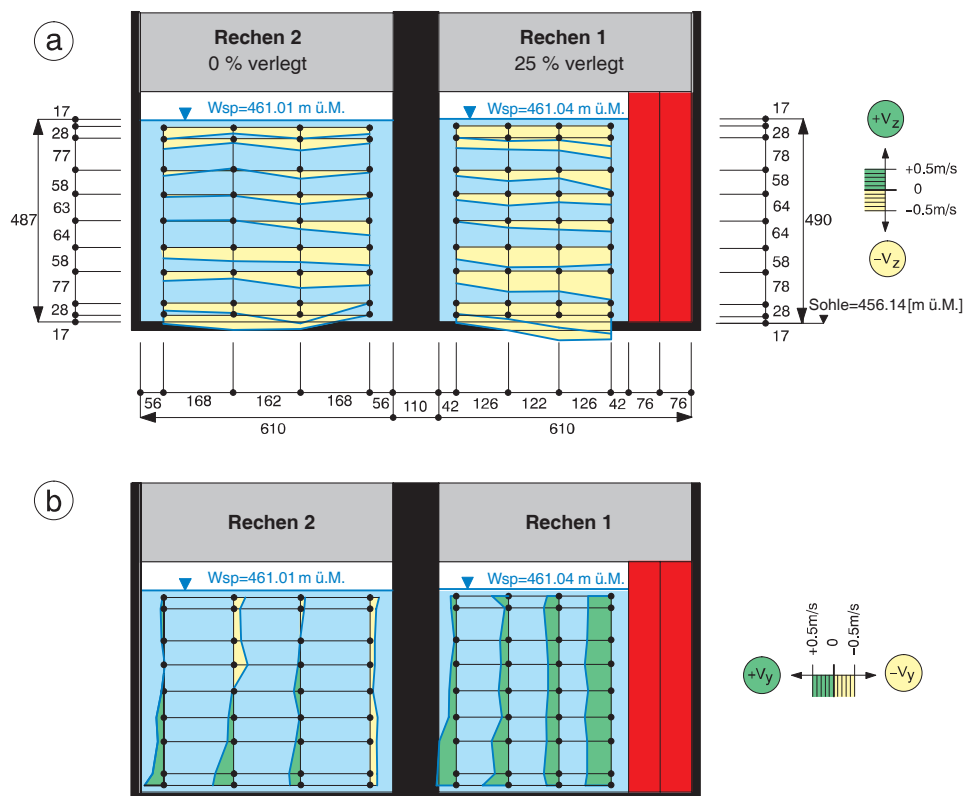 a
Rechen 2
0 % verlegt
Rechen 1
25 % verlegt
Wsp=461.01 m ü.M.
Wsp=461.04 m ü.M.
17
28
77
58
63
64
58
77
28
17
487
17
28
78
58
64
64
58
78
28
17
490
+Vz
+0.5m/s
0
−0.5m/s
−Vz
Sohle=456.14[m ü.M.]
56 168 162 168 56 110 42 126 122 126 42 76 76
610 610
b
Rechen 2
Rechen 1
Wsp=461.01 m ü.M.
Wsp=461.04 m ü.M.
+0.5m/s
0
−0.5m/s
+Vy
−Vy